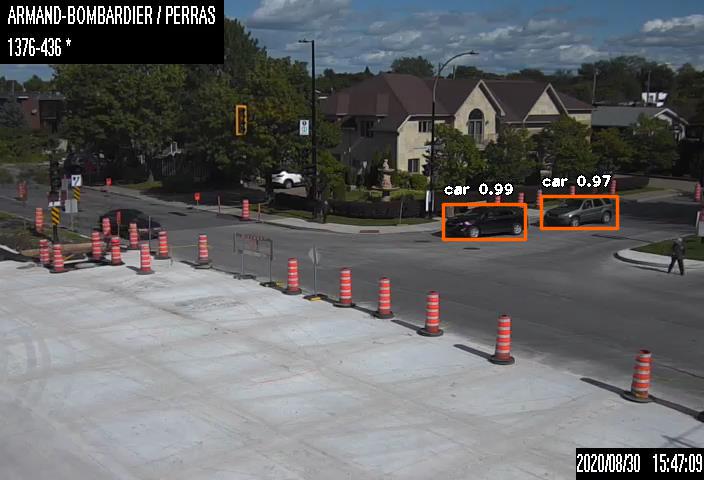 ARMAND-BOMBARDIER / PERRAS
1376-436 *
car 0.99
car 0.97
2020/08/30 15:47:09